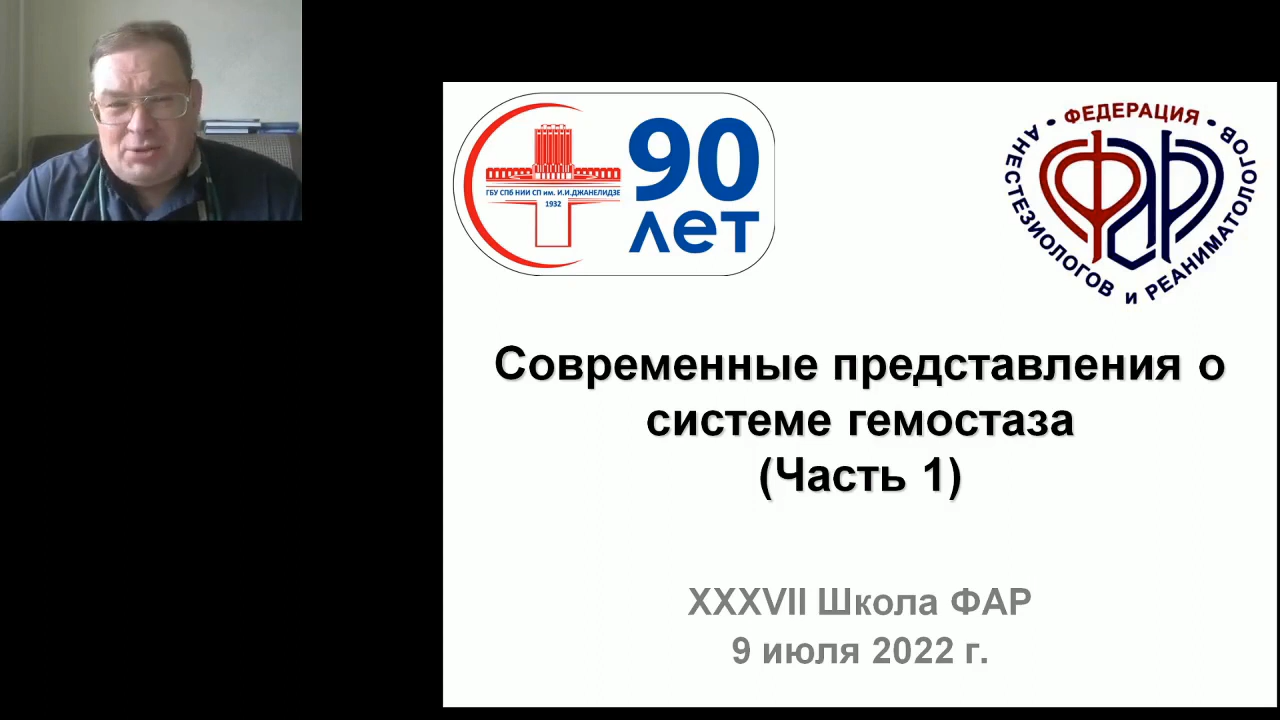 ГБУ СПб НИИ СП им. И.И.ДЖАНЕЛИДЗЕ
1932
90
лет
ФЕДЕРАЦИЯ
АНЕСТЕЗИОЛОГОВ и РЕАНИМАТОЛОГОВ
ФАР
Современные представления о
системе гемостаза
(Часть 1)
XXXVII Школа ФАР
9 июля 2022 г.